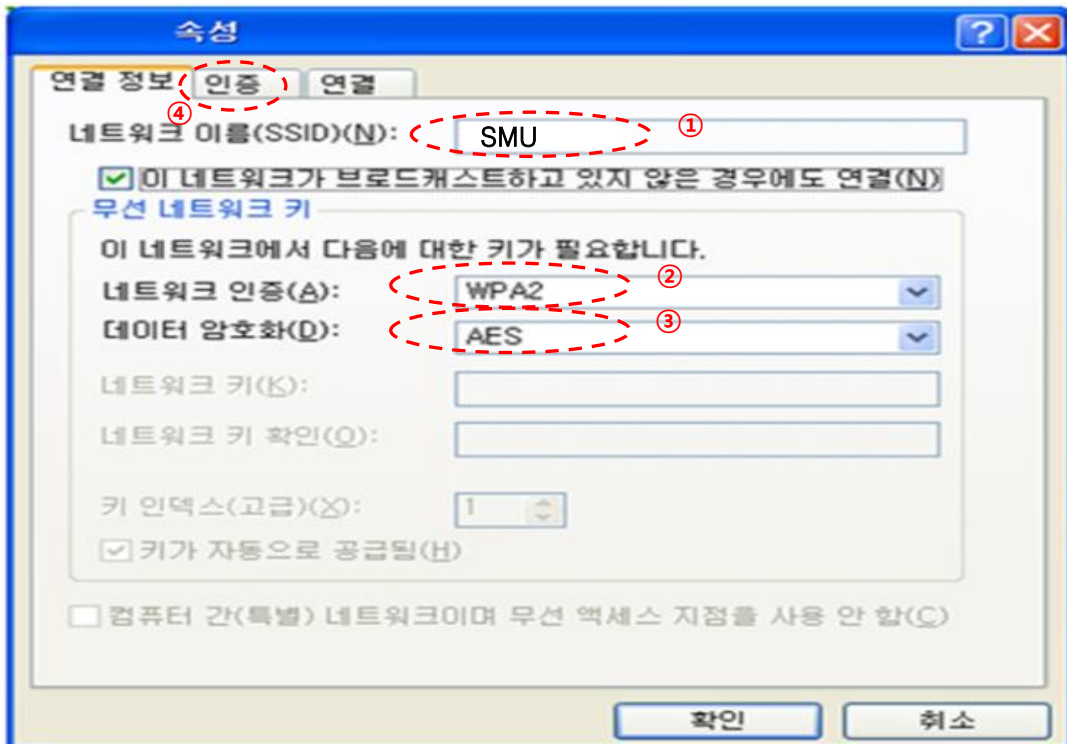 속성
연결 정보 인증 연결
④
네트워크 이름(SSID)(N): SMU ①
이 네트워크가 브로드캐스트하고 있지 않은 경우에도 연결(N)
무선 네트워크 키
이 네트워크에서 다음에 대한 키가 필요합니다.
네트워크 인증(A): WPA2 ②
데이터 암호화(D): AES ③
네트워크 키(K):
네트워크 키 확인(O):
키 인덱스(고급)(X): 1
키가 자동으로 공급됨(H)
컴퓨터 간(특별) 네트워크이며 무선 액세스 지점을 사용 안 함(C)
확인 취소